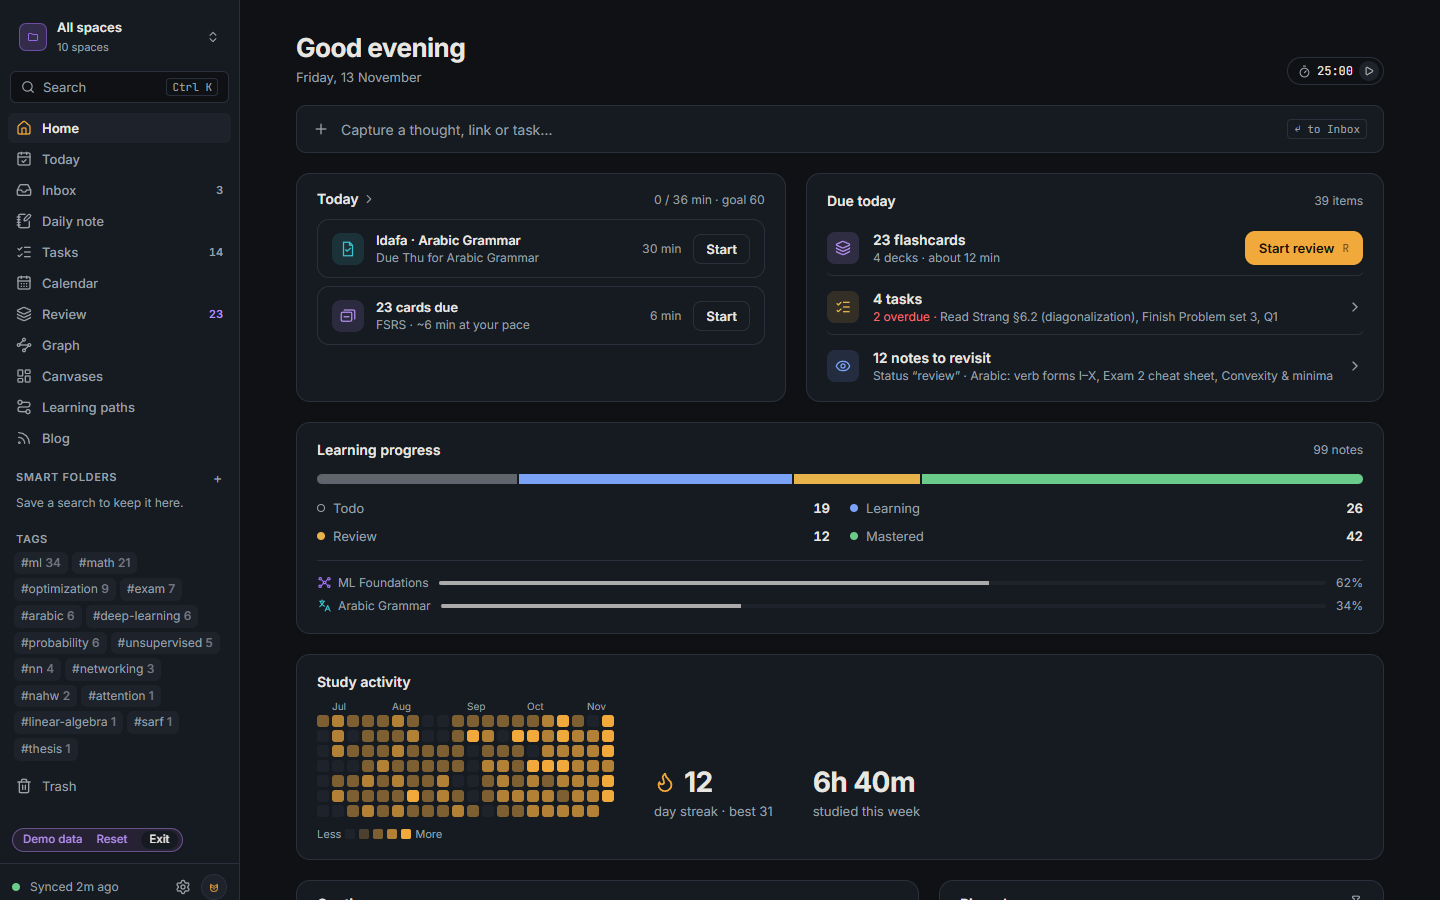 All spaces
10 spaces
Search Ctrl K
Home
Today
Inbox 3
Daily note
Tasks 14
Calendar
Review 23
Graph
Canvases
Learning paths
Blog
SMART FOLDERS +
Save a search to keep it here.
TAGS
#ml 34 #math 21
#optimization 9 #exam 7
#arabic 6 #deep-learning 6
#probability 6 #unsupervised 5
#nn 4 #networking 3
#nahw 2 #attention 1
#linear-algebra 1 #sarf 1
#thesis 1
Trash
Demo data Reset Exit
Synced 2m ago
Good evening
Friday, 13 November
25:00
Capture a thought, link or task...
to Inbox
Today
0 / 36 min · goal 60
Idafa · Arabic Grammar
Due Thu for Arabic Grammar
30 min Start
23 cards due
FSRS · ~6 min at your pace
6 min Start
Due today
39 items
23 flashcards
4 decks · about 12 min
Start review R
4 tasks
2 overdue · Read Strang §6.2 (diagonalization), Finish Problem set 3, Q1
12 notes to revisit
Status “review” · Arabic: verb forms I–X, Exam 2 cheat sheet, Convexity & minima
Learning progress
99 notes
Todo 19
Learning 26
Review 12
Mastered 42
ML Foundations 62%
Arabic Grammar 34%
Study activity
Jul Aug Sep Oct Nov
Less More
12
day streak · best 31
6h 40m
studied this week